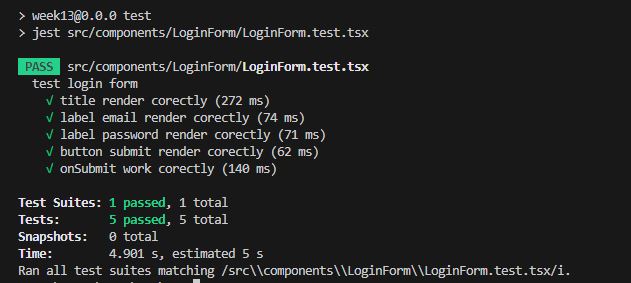 > week13@0.0.0 test
> jest src/components/LoginForm/LoginForm.test.tsx
PASS src/components/LoginForm/LoginForm.test.tsx
test login form
√ title render corectly (272 ms)
√ label email render corectly (74 ms)
√ label password render corectly (71 ms)
√ button submit render corectly (62 ms)
√ onSubmit work corectly (140 ms)
Test Suites: 1 passed, 1 total
Tests: 5 passed, 5 total
Snapshots: 0 total
Time: 4.901 s, estimated 5 s
Ran all test suites matching /src\\components\\LoginForm\\LoginForm.test.tsx/i.